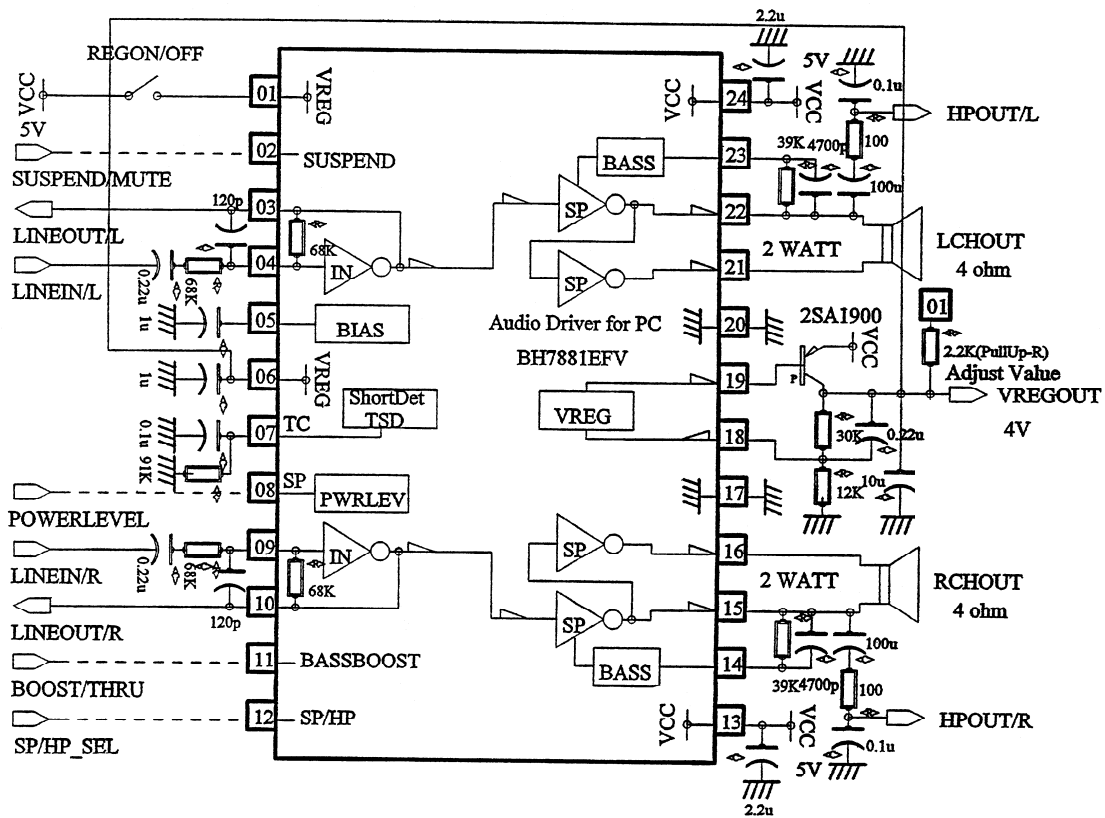 REGON/OFF
VCC
5V
01
VREG
02
SUSPEND
SUSPEND/MUTE
120p
03
LINEOUT/L
68K
04
IN
LINEIN/L
0.22u
68K
1u
05
BIAS
1u
06
VREG
0.1u
07
TC
ShortDet
TSD
91K
08
SP
PWRLEV
POWERLEVEL
09
IN
LINEIN/R
0.22u
68K
68K
10
120p
LINEOUT/R
11
BASSBOOST
BOOST/THRU
12
SP/HP
SP/HP_SEL
Audio Driver for PC
BH7881EFV
2.2u
5V
0.1u
VCC
24
VCC
HPOUT/L
BASS
23
39K
4700p
100
SP
22
100u
2 WATT
LCHOUT
4 ohm
SP
21
20
2SA1900
VCC
01
2.2K(PullUp-R)
Adjust Value
19
P
VREG
VREGOUT
4V
18
30K
0.22u
17
12K
10u
SP
16
2 WATT
RCHOUT
4 ohm
SP
15
100u
BASS
14
39K
4700p
100
VCC
13
VCC
HPOUT/R
5V
0.1u
2.2u